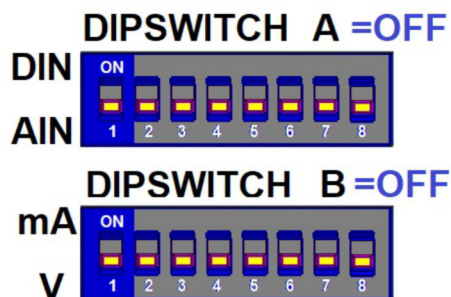 DIPSWITCH A =OFF
DIN
ON
AIN
1 2 3 4 5 6 7 8
DIPSWITCH B =OFF
mA
ON
V
1 2 3 4 5 6 7 8